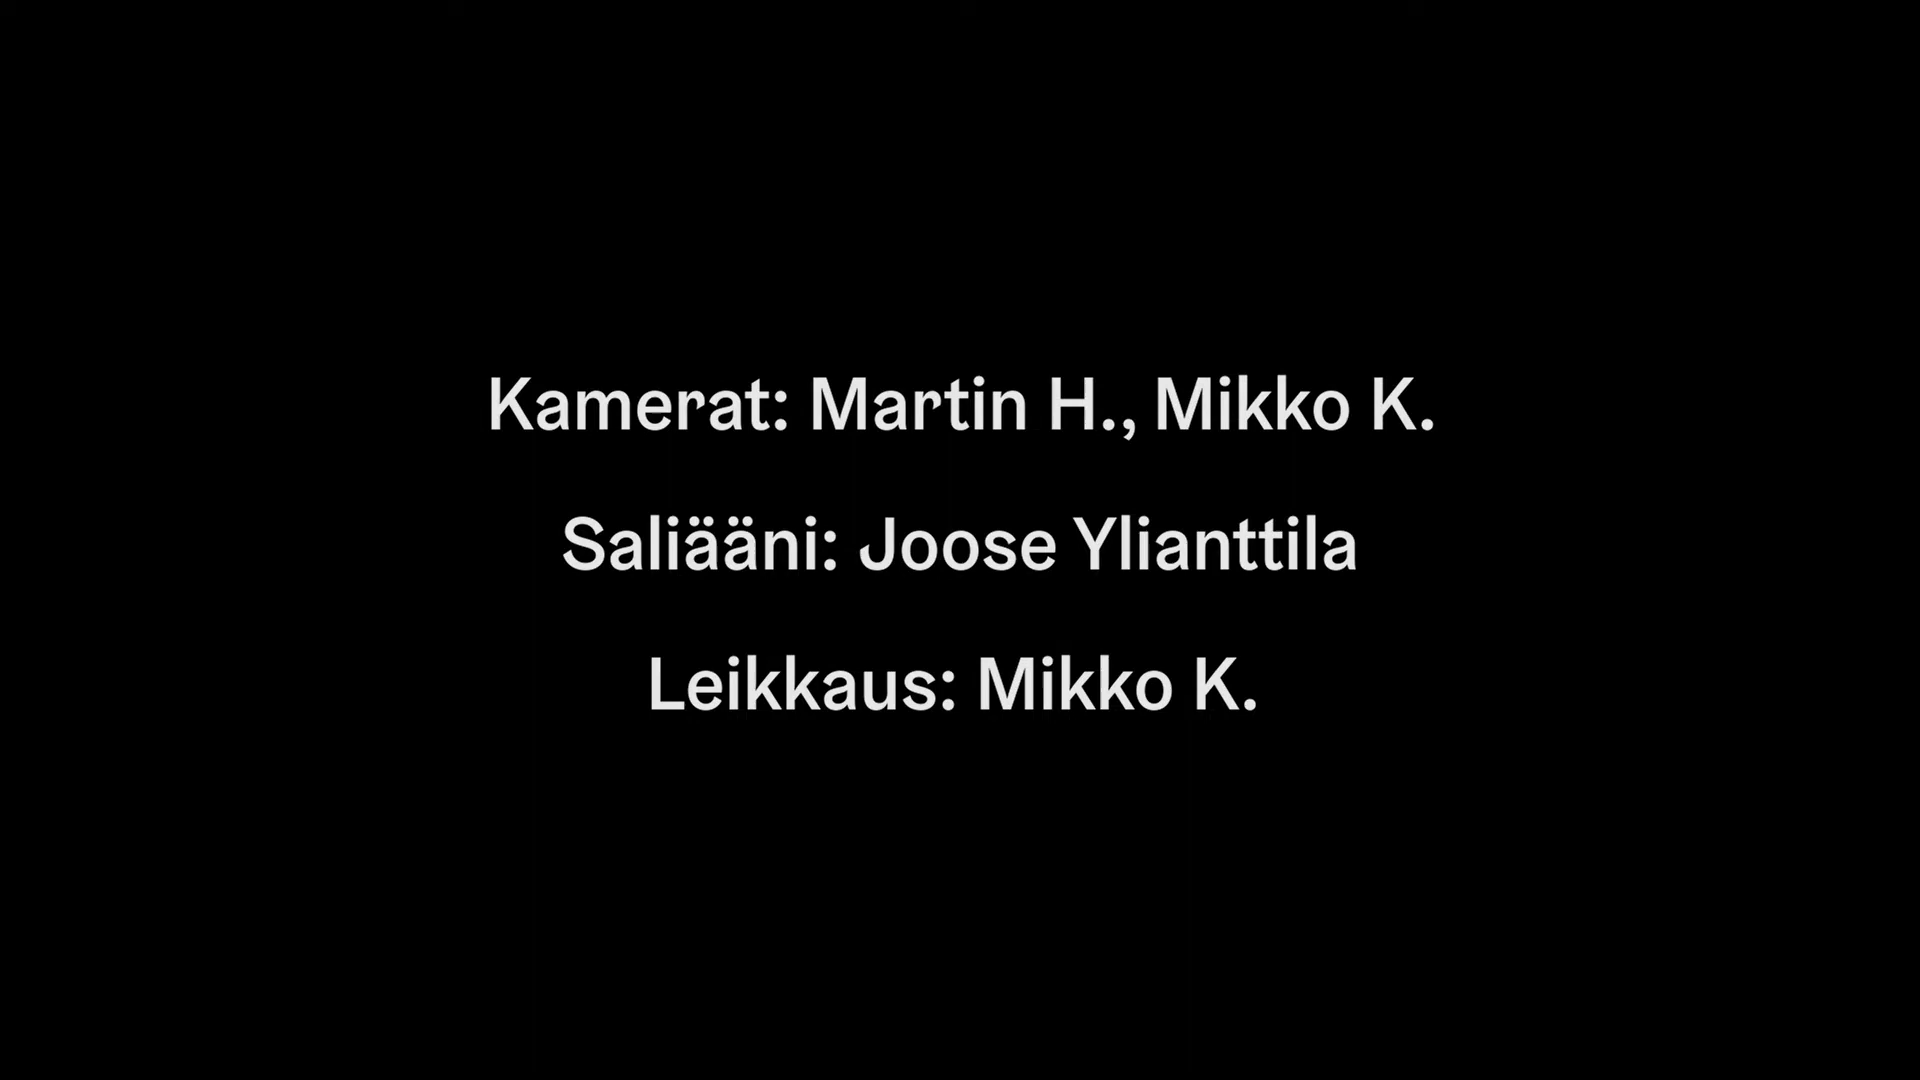 Kamerat: Martin H., Mikko K.
Saliääni: Joose Ylianttila
Leikkaus: Mikko K.